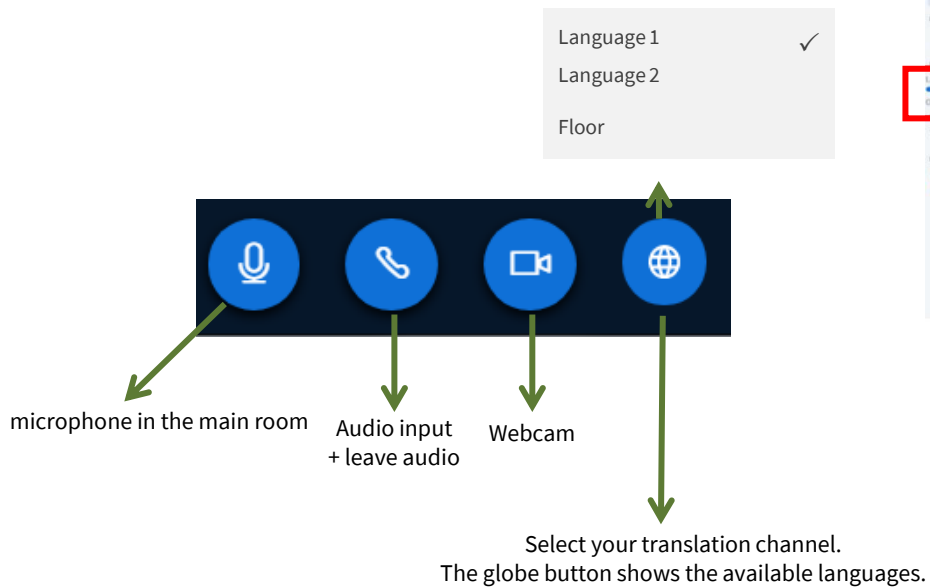 Language 1
Language 2
Floor
microphone in the main room
Audio input
+ leave audio
Webcam
Select your translation channel.
The globe button shows the available languages.